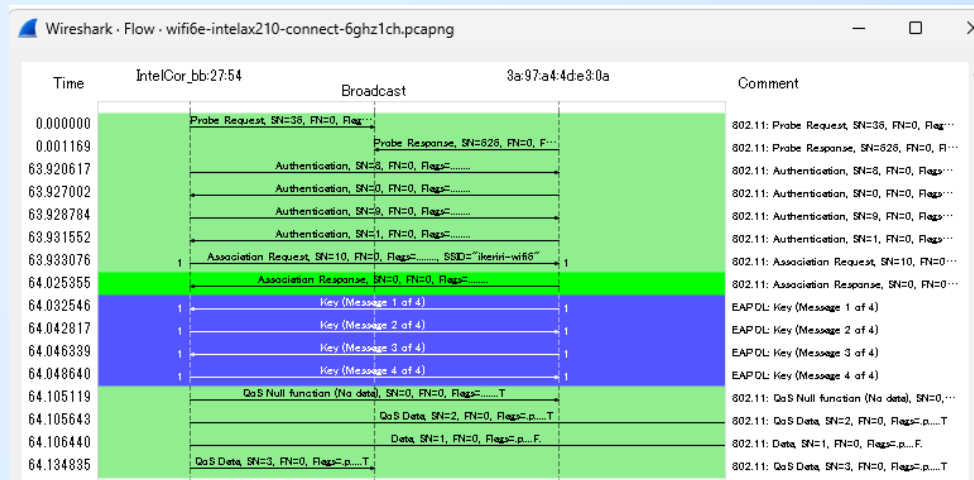 Wireshark · Flow · wifi6e-intelax210-connect-6ghz1ch.pcapng
Time IntelCor_bb:27:54 Broadcast 3a:97:a4:4d:e3:0a Comment
0.000000 Probe Request, SN=36, FN=0, Flag··· 802.11: Probe Request, SN=36, FN=0, Flag···
0.001169 Probe Response, SN=626, FN=0, F··· 802.11: Probe Response, SN=626, FN=0, Fl···
63.920617 Authentication, SN=8, FN=0, Flags=........ 802.11: Authentication, SN=8, FN=0, Flags···
63.927002 Authentication, SN=0, FN=0, Flags=........ 802.11: Authentication, SN=0, FN=0, Flags···
63.928784 Authentication, SN=9, FN=0, Flags=........ 802.11: Authentication, SN=9, FN=0, Flags···
63.931552 Authentication, SN=1, FN=0, Flags=........ 802.11: Authentication, SN=1, FN=0, Flags···
63.933076 1 Association Request, SN=10, FN=0, Flags=........, SSID="ikeriri-wifi6" 1 802.11: Association Request, SN=10, FN=0···
64.025355 Association Response, SN=0, FN=0, Flags=........ 802.11: Association Response, SN=0, FN=0···
64.032546 1 Key (Message 1 of 4) 1 EAPOL: Key (Message 1 of 4)
64.042817 1 Key (Message 2 of 4) 1 EAPOL: Key (Message 2 of 4)
64.046339 1 Key (Message 3 of 4) 1 EAPOL: Key (Message 3 of 4)
64.048640 1 Key (Message 4 of 4) 1 EAPOL: Key (Message 4 of 4)
64.105119 QoS Null function (No data), SN=0, FN=0, Flags=.......T 802.11: QoS Null function (No data), SN=0,···
64.105643 QoS Data, SN=2, FN=0, Flags=.p.....T 802.11: QoS Data, SN=2, FN=0, Flags=.p.....T
64.106440 Data, SN=1, FN=0, Flags=.p....F. 802.11: Data, SN=1, FN=0, Flags=.p....F.
64.134835 QoS Data, SN=3, FN=0, Flags=.p.....T 802.11: QoS Data, SN=3, FN=0, Flags=.p.....T